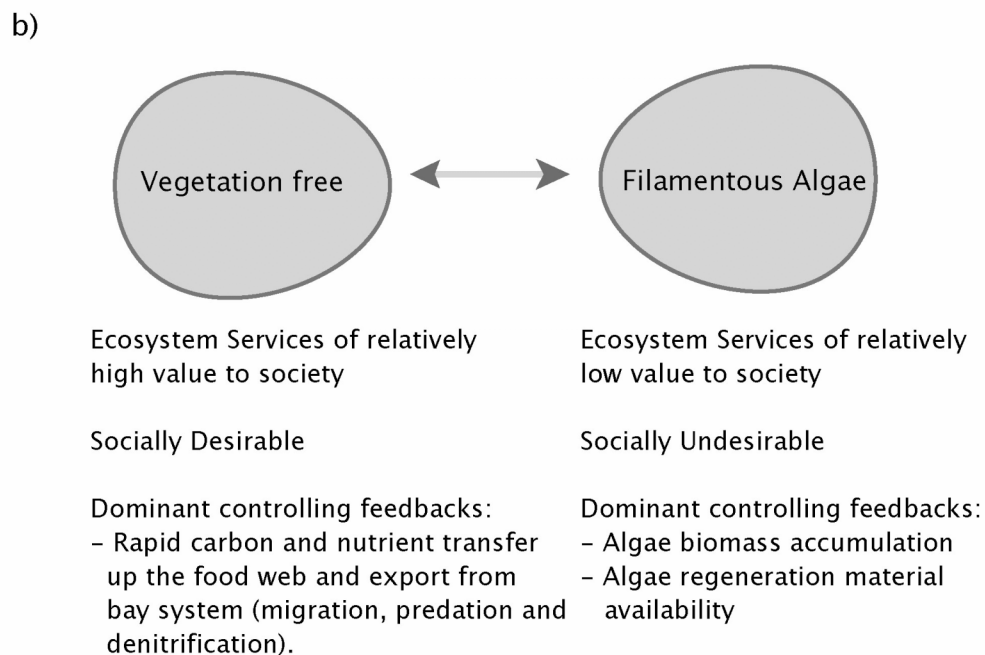 b)
Vegetation free
Filamentous Algae
Ecosystem Services of relatively
high value to society
Socially Desirable
Dominant controlling feedbacks:
– Rapid carbon and nutrient transfer
up the food web and export from
bay system (migration, predation and
denitrification).
Ecosystem Services of relatively
low value to society
Socially Undesirable
Dominant controlling feedbacks:
– Algae biomass accumulation
– Algae regeneration material
availability